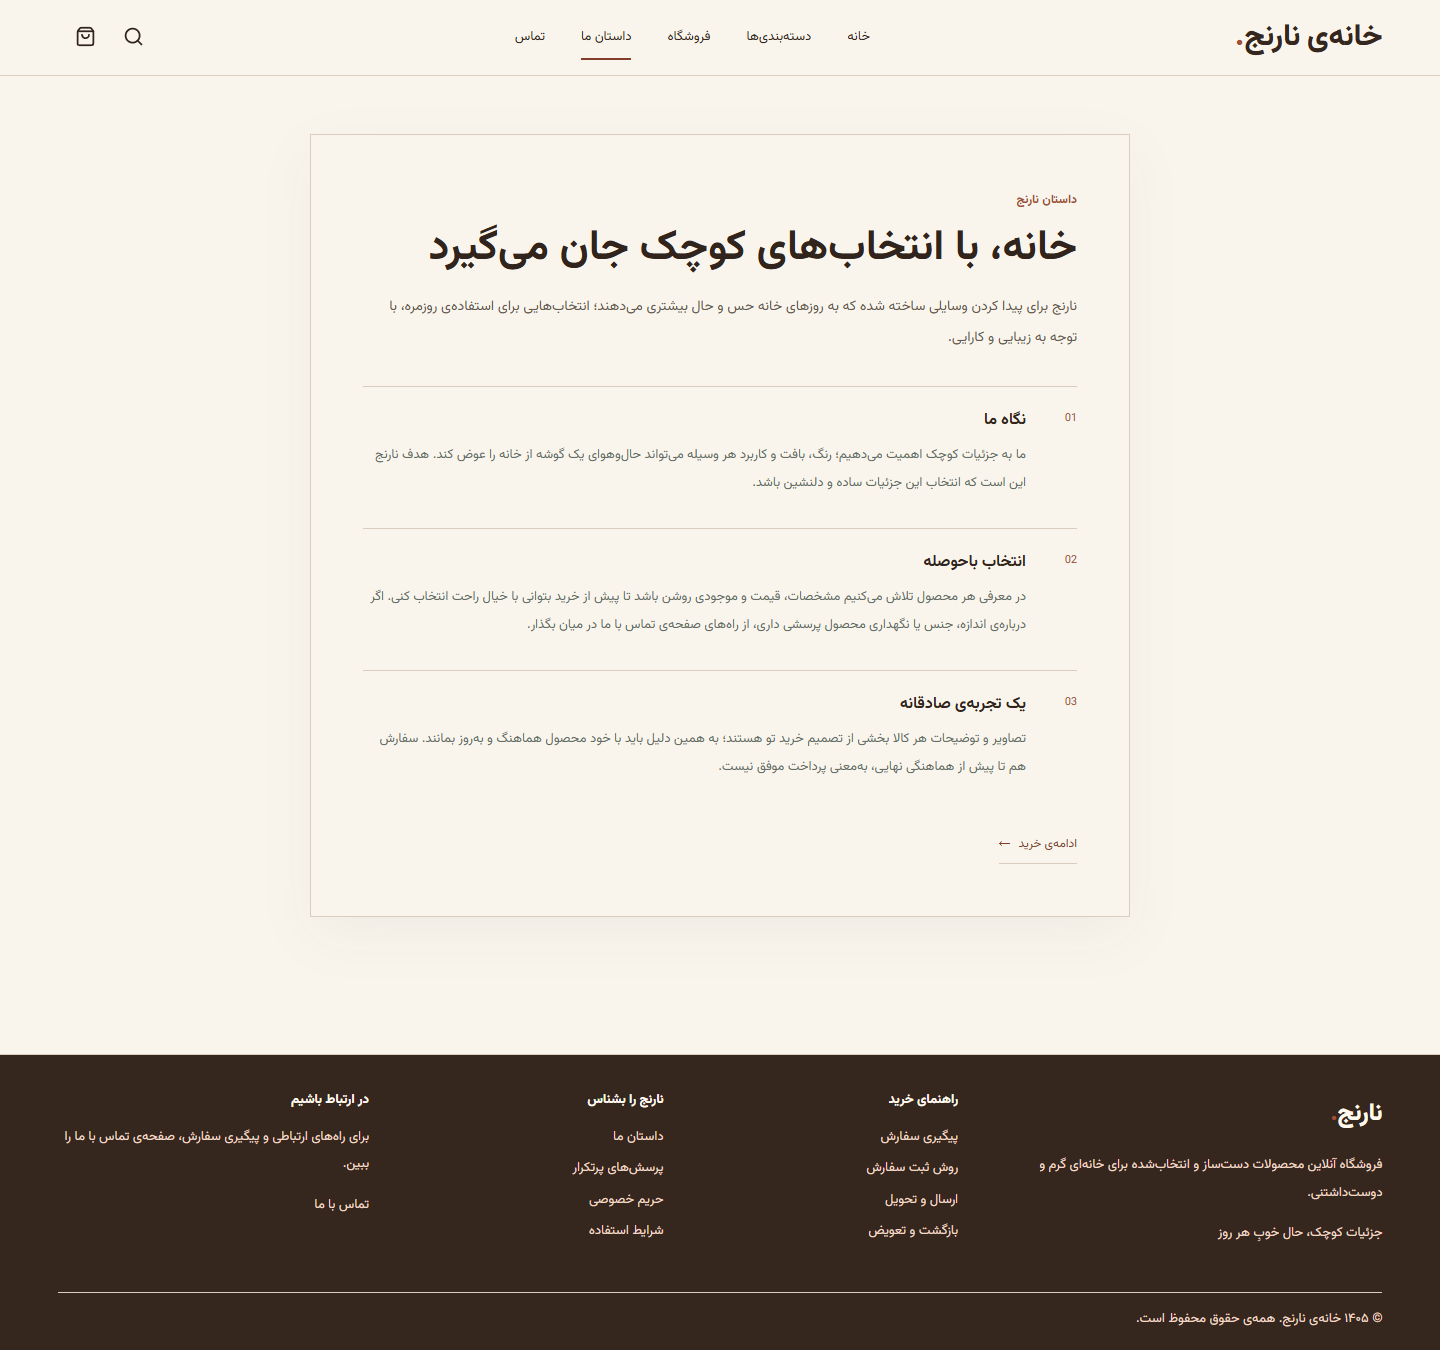 خانه‌ی نارنج.
خانه
دسته‌بندی‌ها
فروشگاه
داستان ما
تماس
داستان نارنج
خانه، با انتخاب‌های کوچک جان می‌گیرد
نارنج برای پیدا کردن وسایلی ساخته شده که به روزهای خانه حس و حال بیشتری می‌دهند؛ انتخاب‌هایی برای استفاده‌ی روزمره، با
توجه به زیبایی و کارایی.
01
نگاه ما
ما به جزئیات کوچک اهمیت می‌دهیم؛ رنگ، بافت و کاربرد هر وسیله می‌تواند حال‌وهوای یک گوشه از خانه را عوض کند. هدف نارنج
این است که انتخاب این جزئیات ساده و دلنشین باشد.
02
انتخاب باحوصله
در معرفی هر محصول تلاش می‌کنیم مشخصات، قیمت و موجودی روشن باشد تا پیش از خرید بتوانی با خیال راحت انتخاب کنی. اگر
درباره‌ی اندازه، جنس یا نگهداری محصول پرسشی داری، از راه‌های صفحه‌ی تماس با ما در میان بگذار.
03
یک تجربه‌ی صادقانه
تصاویر و توضیحات هر کالا بخشی از تصمیم خرید تو هستند؛ به همین دلیل باید با خود محصول هماهنگ و به‌روز بمانند. سفارش
هم تا پیش از هماهنگی نهایی، به‌معنی پرداخت موفق نیست.
ادامه‌ی خرید ←
نارنج.
فروشگاه آنلاین محصولات دست‌ساز و انتخاب‌شده برای خانه‌ای گرم و
دوست‌داشتنی.
جزئیات کوچک، حال خوبِ هر روز
راهنمای خرید
پیگیری سفارش
روش ثبت سفارش
ارسال و تحویل
بازگشت و تعویض
نارنج را بشناس
داستان ما
پرسش‌های پرتکرار
حریم خصوصی
شرایط استفاده
در ارتباط باشیم
برای راه‌های ارتباطی و پیگیری سفارش، صفحه‌ی تماس با ما را
ببین.
تماس با ما
© ۱۴۰۵ خانه‌ی نارنج. همه‌ی حقوق محفوظ است.